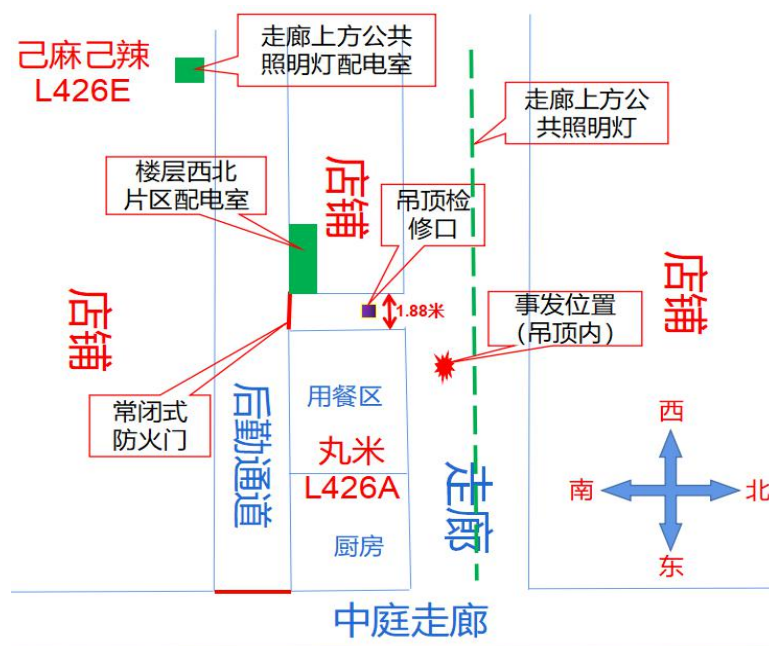 己麻己辣
L426E
走廊上方公共
照明灯配电室
走廊上方公
共照明灯
楼层西北
片区配电室
店铺
吊顶检
修口
店铺
店铺
1.88米
事发位置
（吊顶内）
常闭式
防火门
后勤通道
用餐区
丸米
L426A
厨房
走廊
西
南
北
东
中庭走廊